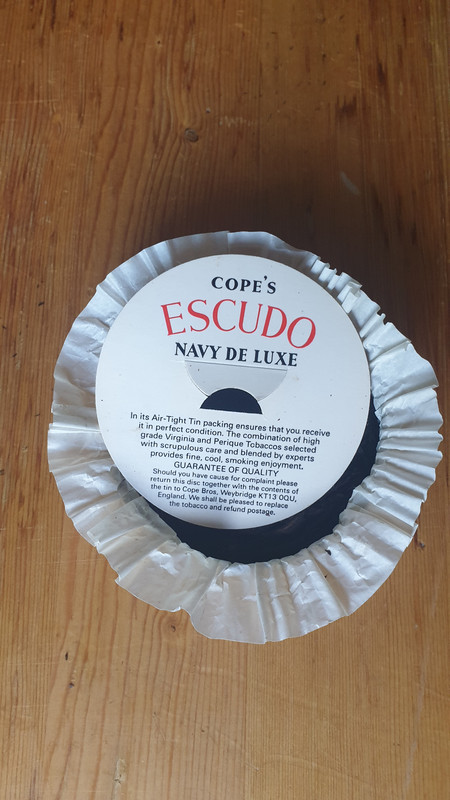 COPE'S
ESCUDO
NAVY DE LUXE
In its Air-Tight Tin packing ensures that you receive
it in perfect condition. The combination of high
grade Virginia and Perique Tobaccos selected
with scrupulous care and blended by experts
provides fine, cool, smoking enjoyment.
GUARANTEE OF QUALITY
Should you have cause for complaint please
return this disc together with the contents of
the tin to Cope Bros, Weybridge KT13 0QU,
England. We shall be pleased to replace
the tobacco and refund postage.